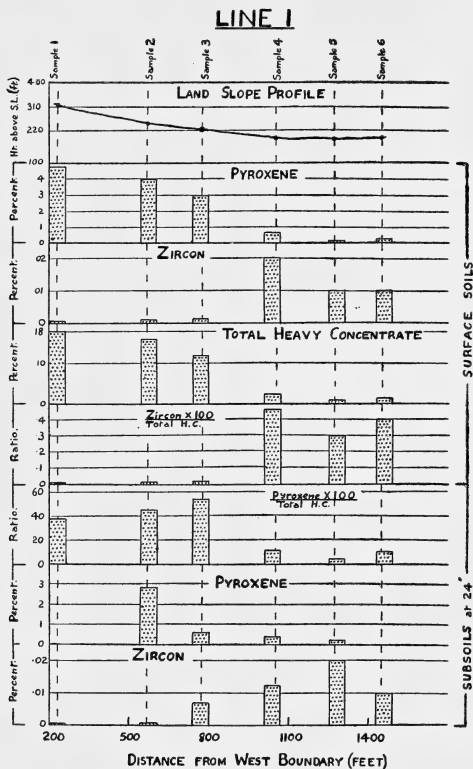 LINE 1
Sample 1
Sample 2
Sample 3
Sample 4
Sample 5
Sample 6
Ht. above S.L. (ft)
4-00
310
220
100
LAND SLOPE PROFILE
Percent.
4
3
2
1
0
PYROXENE
Percent.
·02
·01
0
ZIRCON
Percent.
18
10
0
TOTAL HEAVY CONCENTRATE
Ratio.
4
3
2
·1
0
Zircon X 100
Total H.C.
Ratio.
60
40
20
0
Pyroxene X 100
Total H.C.
SURFACE SOILS
Percent.
3
2
1
0
PYROXENE
Percent.
·02
·01
0
ZIRCON
SUBSOILS at 24"
200 500 800 1100 1400
DISTANCE FROM WEST BOUNDARY (FEET)